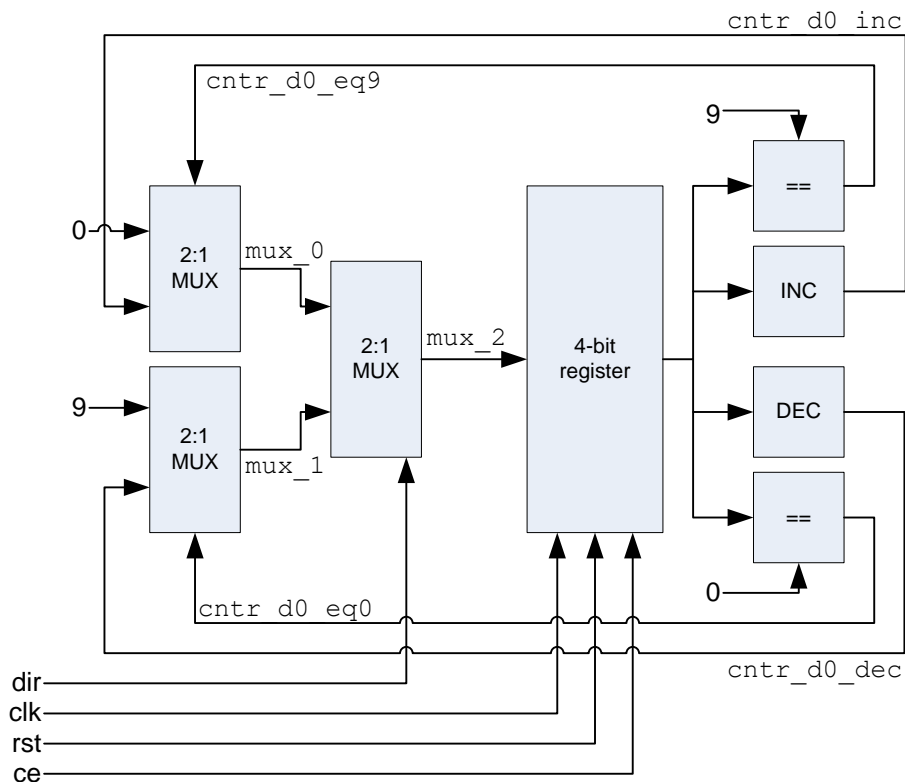 cntr_d0_inc
cntr_d0_eq9
9
==
0
2:1
MUX
mux_0
INC
2:1
MUX
mux_2
4-bit
register
9
2:1
MUX
mux_1
DEC
==
cntr_d0_eq0
0
cntr_d0_dec
dir
clk
rst
ce